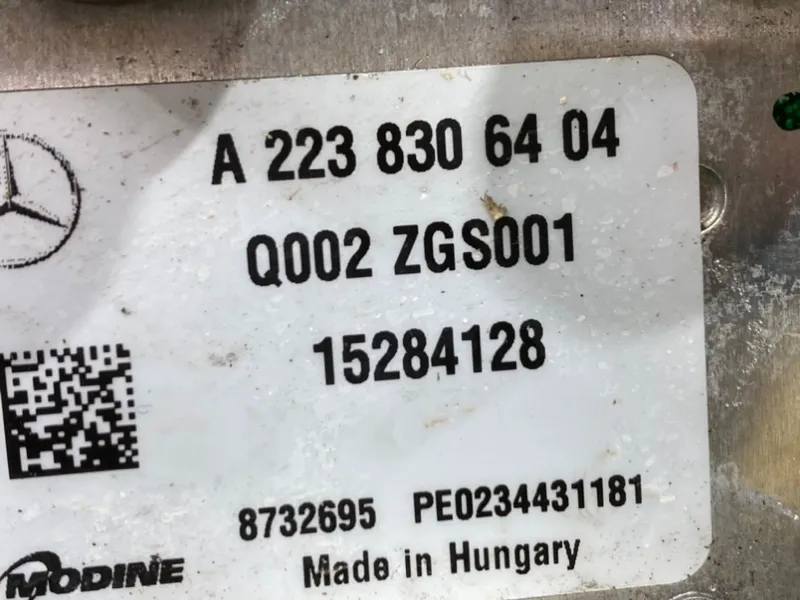 A 223 830 64 04
Q002 ZGS001
15284128
8732695 PE0234431181
MODINE
Made in Hungary